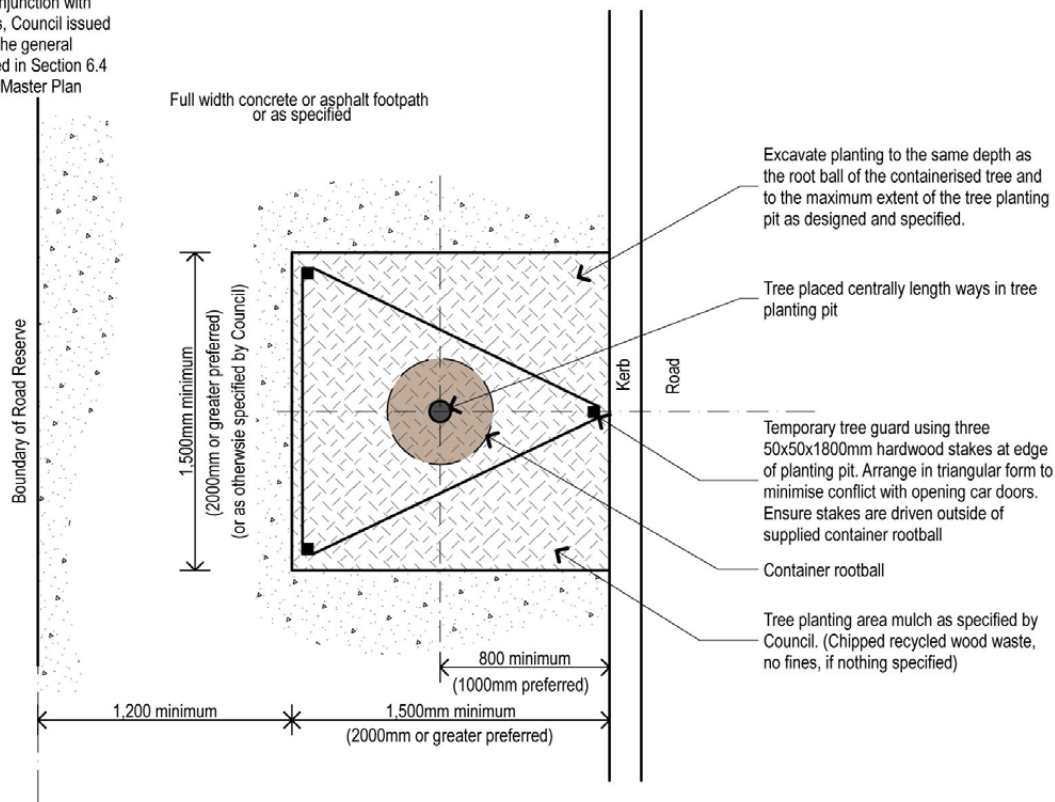 njunction with
s, Council issued
he general
ed in Section 6.4
Master Plan
Full width concrete or asphalt footpath
or as specified
Excavate planting to the same depth as
the root ball of the containerised tree and
to the maximum extent of the tree planting
pit as designed and specified.
Tree placed centrally length ways in tree
planting pit
Boundary of Road Reserve
1,500mm minimum
(2000mm or greater preferred)
(or as otherwsie specified by Council)
Kerb
Road
Temporary tree guard using three
50x50x1800mm hardwood stakes at edge
of planting pit. Arrange in triangular form to
minimise conflict with opening car doors.
Ensure stakes are driven outside of
supplied container rootball
Container rootball
Tree planting area mulch as specified by
Council. (Chipped recycled wood waste,
no fines, if nothing specified)
800 minimum
(1000mm preferred)
1,200 minimum
1,500mm minimum
(2000mm or greater preferred)